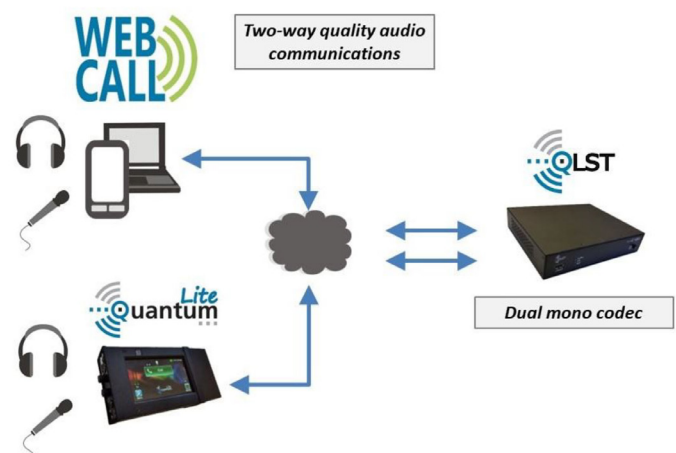 WEB
CALL
Two-way quality audio
communications
QLST
Lite
Quantum
Dual mono codec